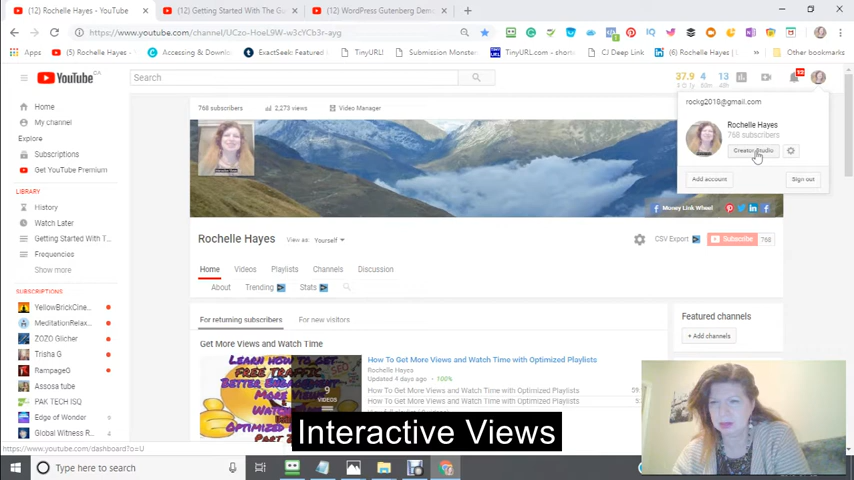 (12) Rochelle Hayes - YouTube
(12) Getting Started With The Gu
(12) WordPress Gutenberg Dem
https://www.youtube.com/channel/UCzo-HoeL9W-w3cYCb3r-ayg
Apps
(5) Rochelle Hayes
Accessing & Downlo
ExactSeek: Featured
TinyURL!
Submission Monster
TinyURL.com - short
CJ Deep Link
(6) Rochelle Hayes
Other bookmarks
YouTube CA
Search
37.9 4 13
60m 48h
12
Home
My channel
Explore
Subscriptions
Get YouTube Premium
LIBRARY
History
Watch Later
Getting Started With T...
Frequencies
Show more
SUBSCRIPTIONS
YellowBrickCine...
MeditationRelax...
ZOZO Glicher
Trisha G
RampageO
Assosa tube
PAK TECH ISQ
Edge of Wonder
Global Witness R...
768 subscribers
2,273 views
Video Manager
rockg2018@gmail.com
Rochelle Hayes
768 subscribers
Creator Studio
Add account
Sign out
Money Link Wheel
Rochelle Hayes
View as: Yourself
CSV Export
Subscribe
768
Home
Videos
Playlists
Channels
Discussion
About
Trending
Stats
For returning subscribers
For new visitors
Featured channels
+ Add channels
Get More Views and Watch Time
LEARN HOW TO GET
FREE TRAFFIC
9
VIDEOS
How To Get More Views and Watch Time with Optimized Playlists
Rochelle Hayes
Updated 4 days ago • 100%
How To Get More Views and Watch Time with Optimized Playlists
How To Get More Views and Watch Time with Optimized Playlists
Interactive Views
https://www.youtube.com/dashboard?o=U
Type here to search